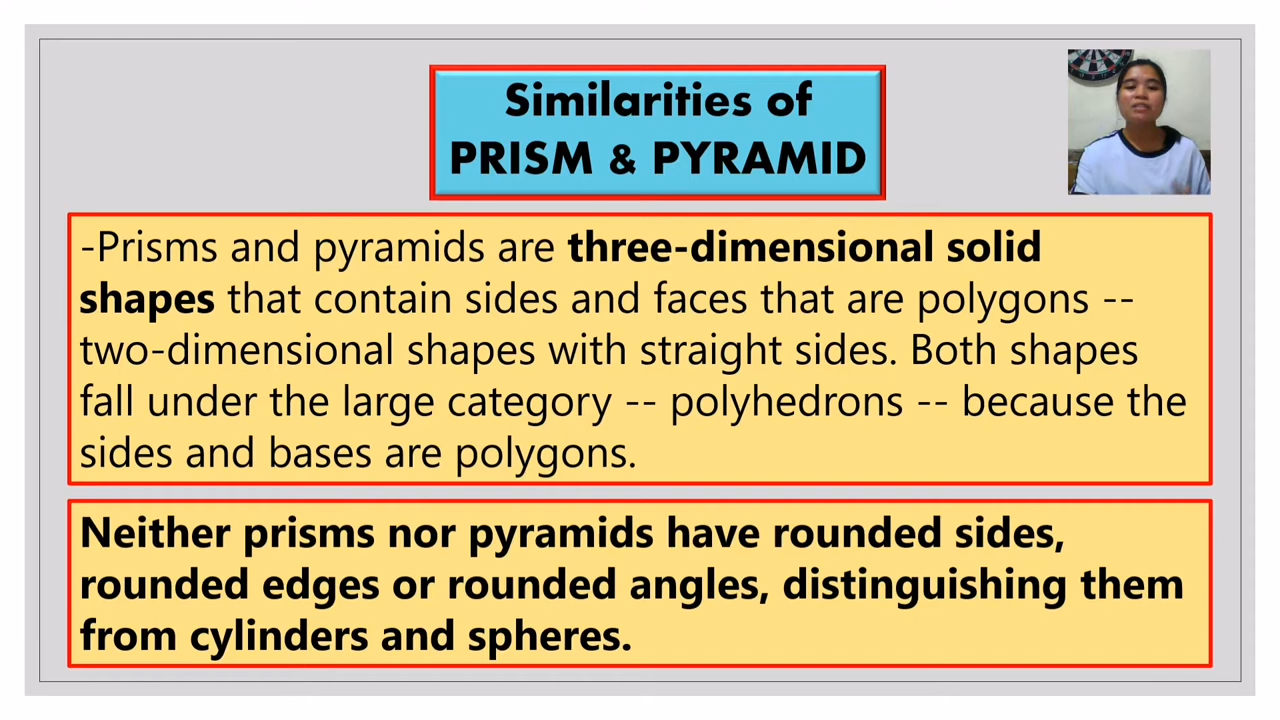 Similarities of
PRISM & PYRAMID
-Prisms and pyramids are three-dimensional solid
shapes that contain sides and faces that are polygons --
two-dimensional shapes with straight sides. Both shapes
fall under the large category -- polyhedrons -- because the
sides and bases are polygons.
Neither prisms nor pyramids have rounded sides,
rounded edges or rounded angles, distinguishing them
from cylinders and spheres.